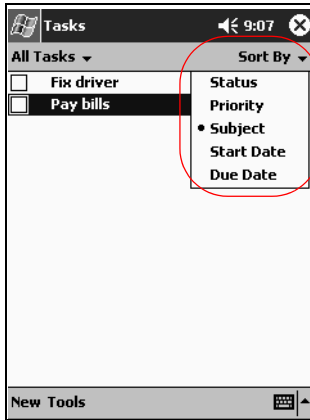 Tasks 9:07
All Tasks Sort By
Fix driver Status
Pay bills Priority
Subject
Start Date
Due Date
New Tools